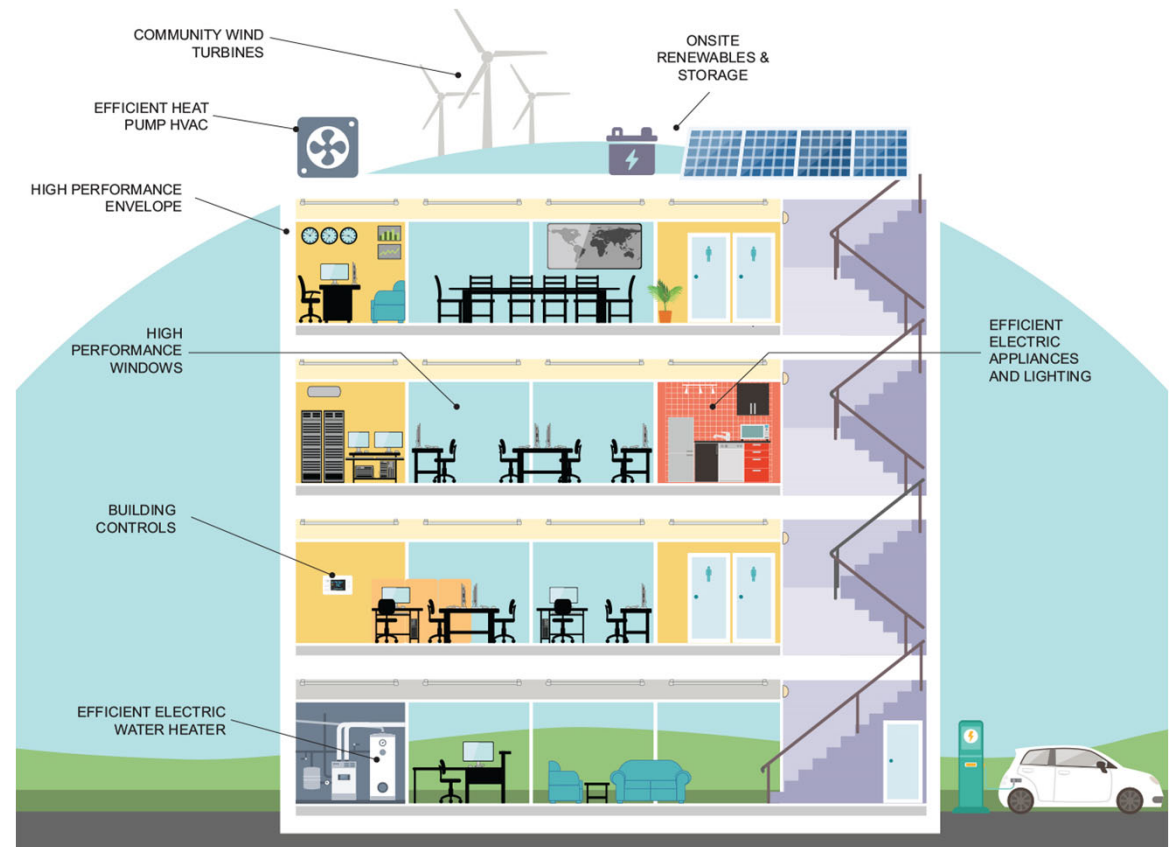 COMMUNITY WIND
TURBINES
ONSITE
RENEWABLES &
STORAGE
EFFICIENT HEAT
PUMP HVAC
HIGH PERFORMANCE
ENVELOPE
HIGH
PERFORMANCE
WINDOWS
EFFICIENT
ELECTRIC
APPLIANCES
AND LIGHTING
BUILDING
CONTROLS
EFFICIENT ELECTRIC
WATER HEATER